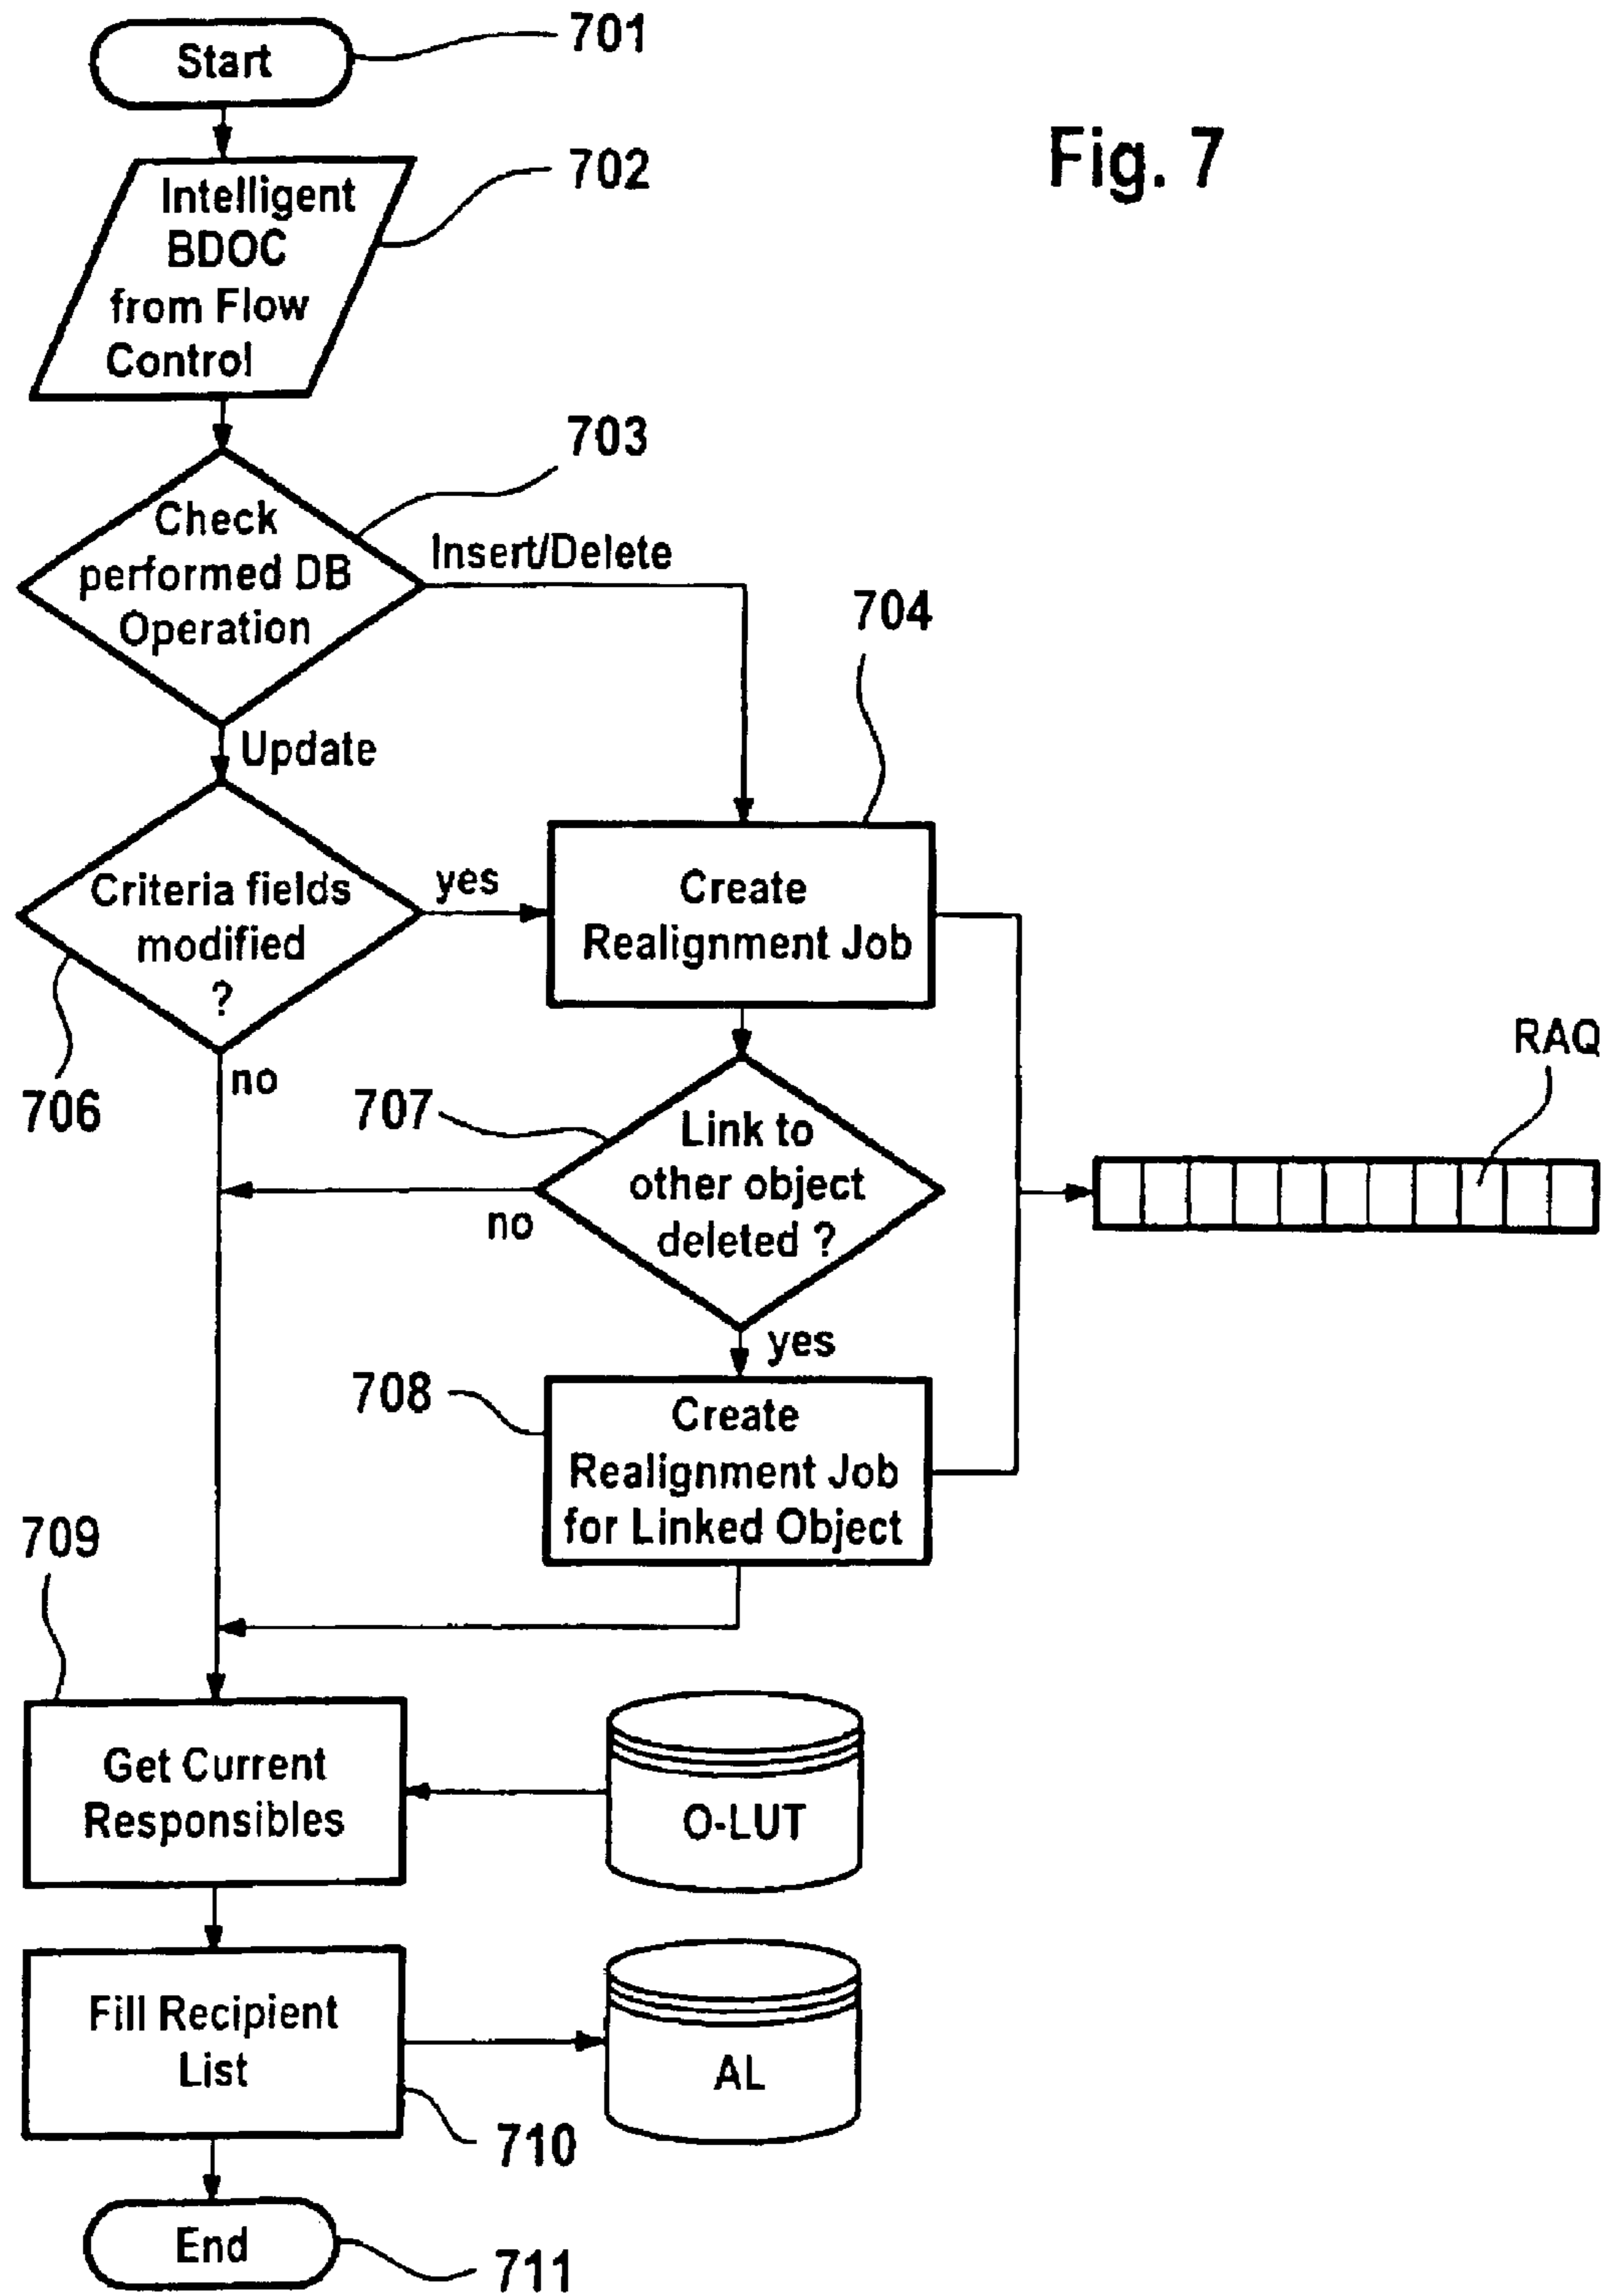 701
Start
Fig. 7
702
Intelligent
BDOC
from Flow
Control
703
Check
performed DB
Operation
Insert/Delete
704
Update
Criteria fields
modified
?
yes
Create
Realignment Job
RAQ
no
706
707
Link to
other object
deleted ?
no
yes
708
Create
Realignment Job
for Linked Object
709
Get Current
Responsibles
O-LUT
Fill Recipient
List
AL
710
End
711